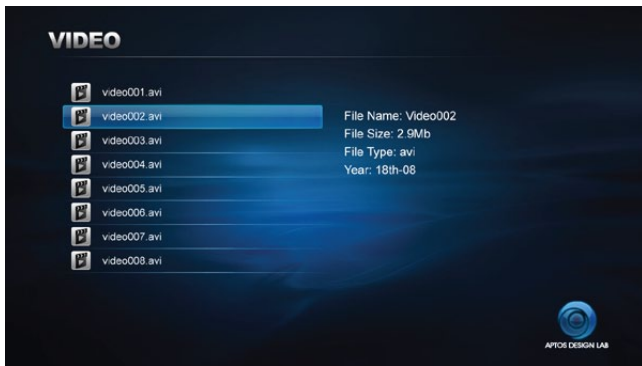 VIDEO
video001.avi
video002.avi
video003.avi
video004.avi
video005.avi
video006.avi
video007.avi
video008.avi
File Name: Video002
File Size: 2.9Mb
File Type: avi
Year: 18th-08
APTOS DESIGN LAB